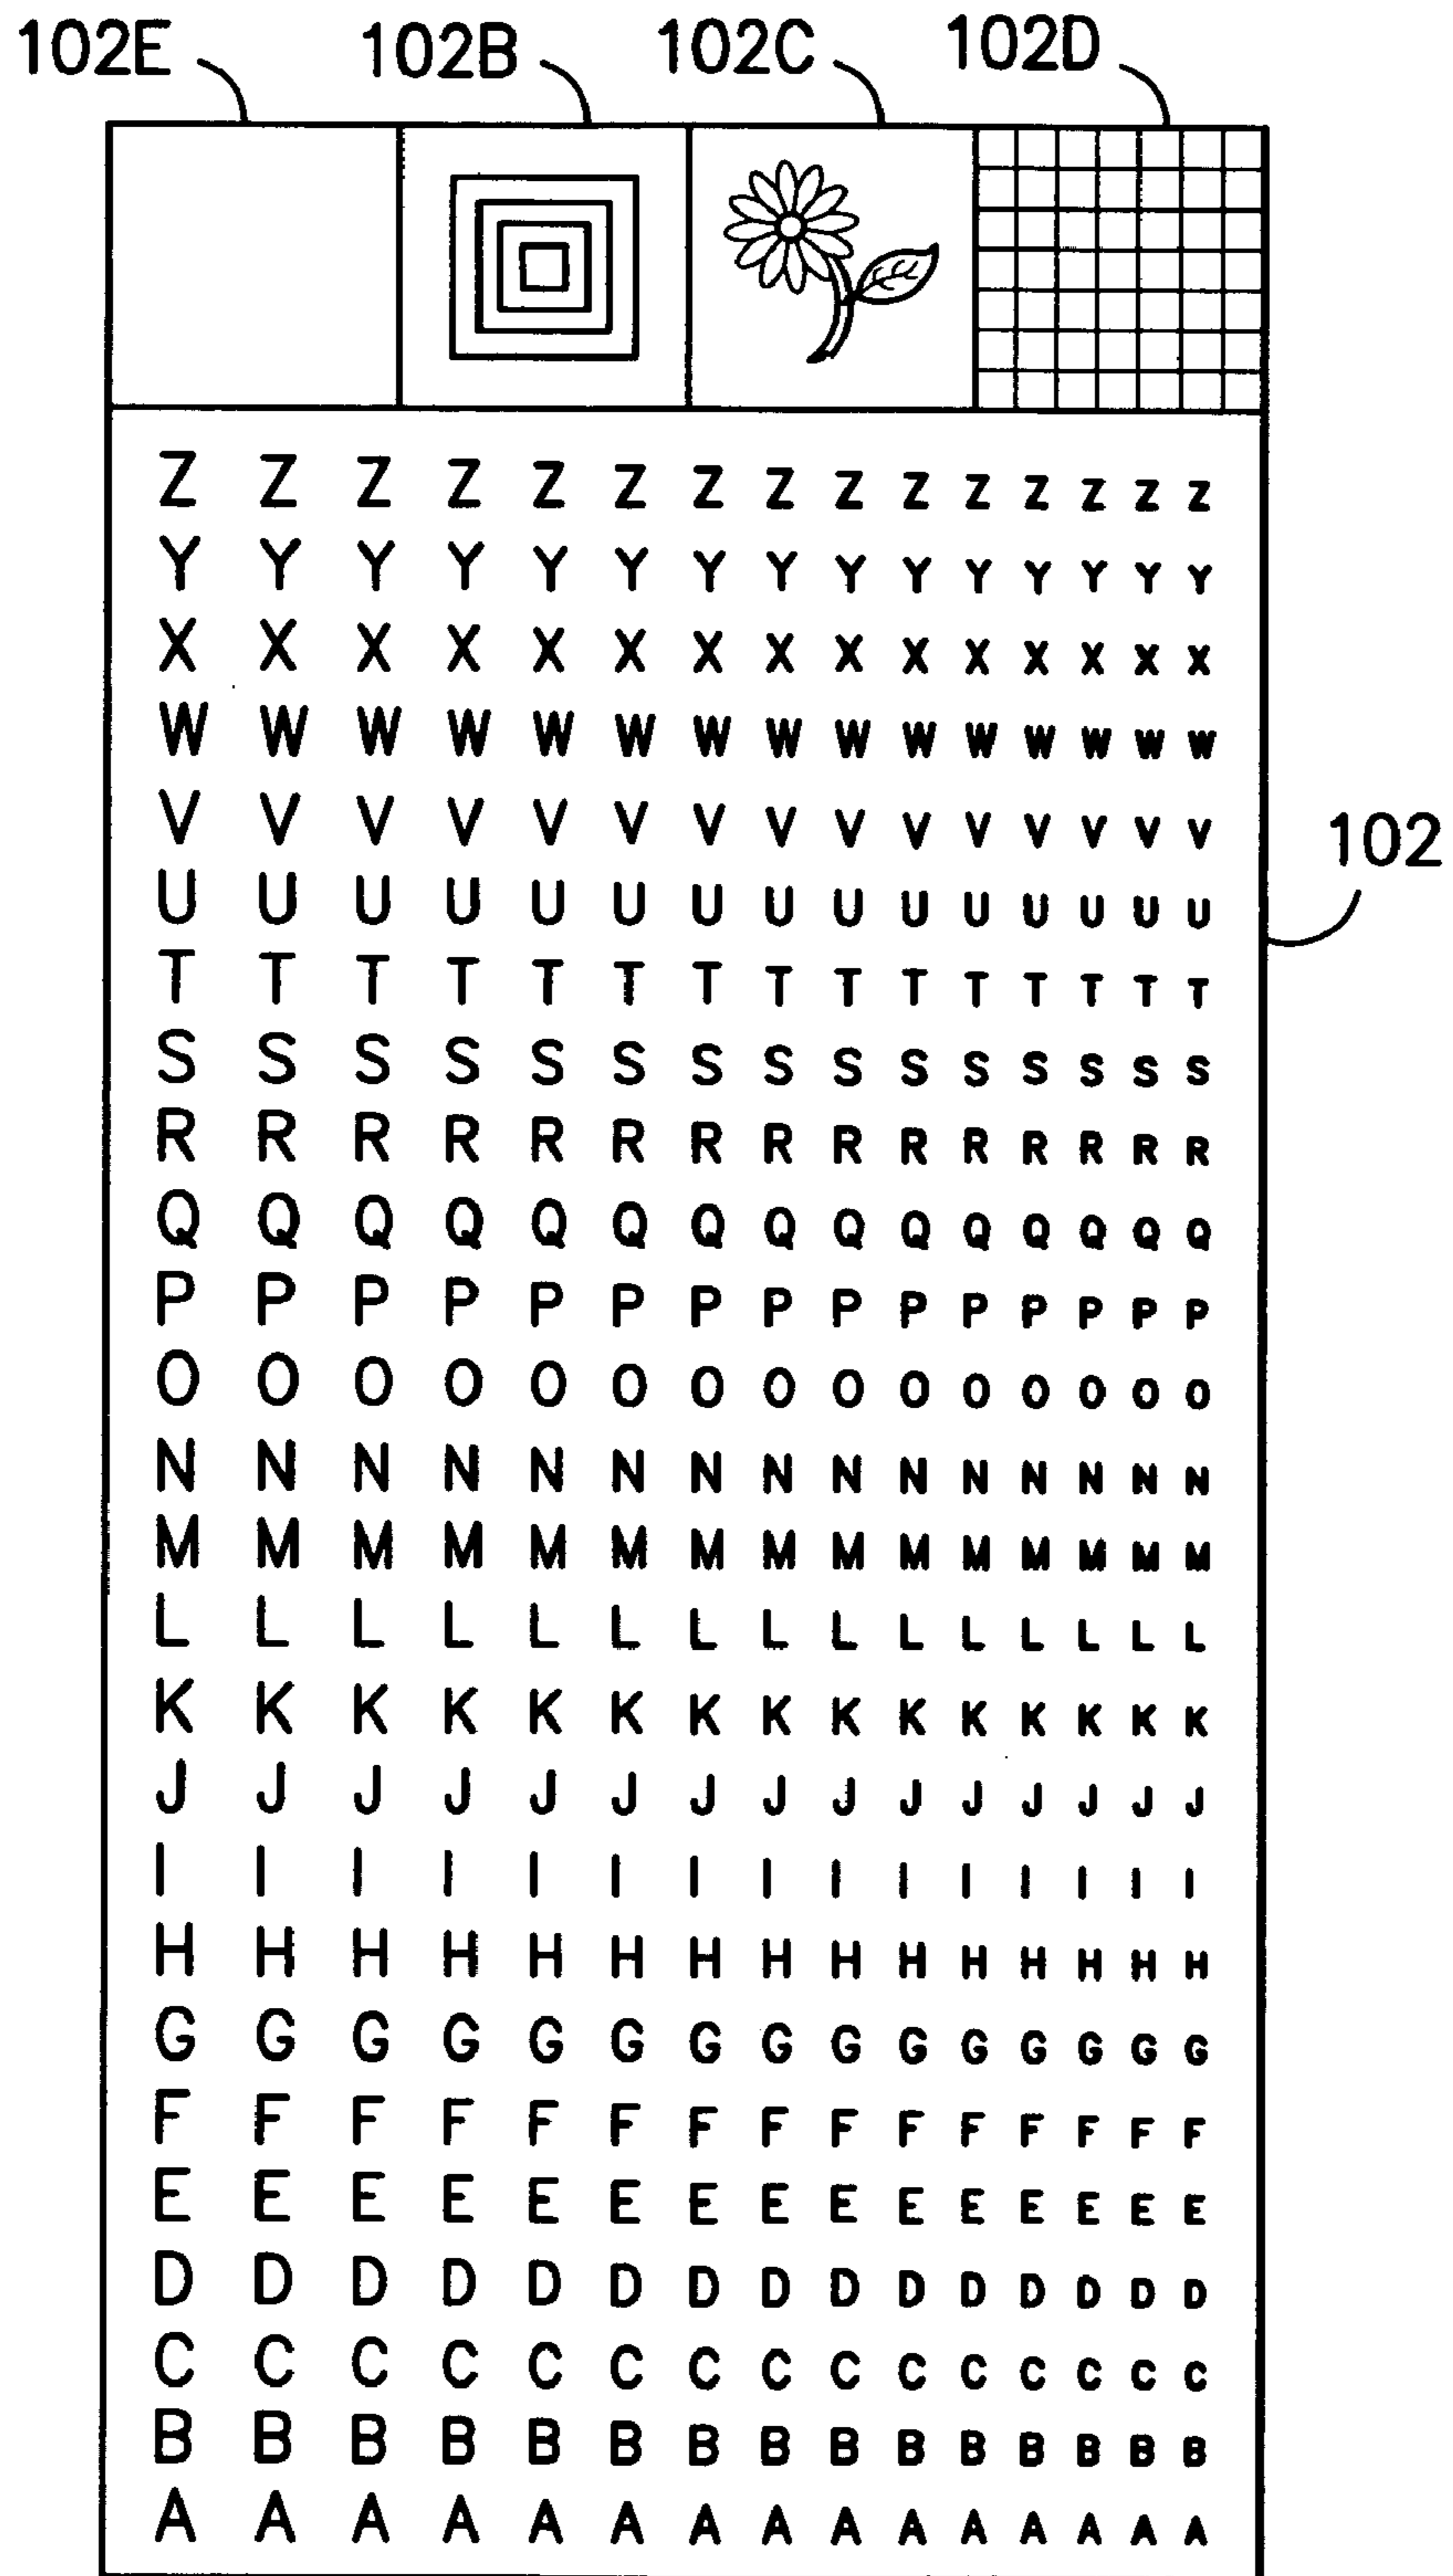 102E 102B 102C 102D
Z Z Z Z Z Z Z Z Z Z Z Z Z Z Z
Y Y Y Y Y Y Y Y Y Y Y Y Y Y Y
X X X X X X X X X X X X X X X
W W W W W W W W W W W W W W W
V V V V V V V V V V V V V V V
102
U U U U U U U U U U U U U U U
T T T T T T T T T T T T T T T
S S S S S S S S S S S S S S S
R R R R R R R R R R R R R R R
Q Q Q Q Q Q Q Q Q Q Q Q Q Q Q
P P P P P P P P P P P P P P P
O O O O O O O O O O O O O O O
N N N N N N N N N N N N N N N
M M M M M M M M M M M M M M M
L L L L L L L L L L L L L L L
K K K K K K K K K K K K K K K
J J J J J J J J J J J J J J J
I I I I I I I I I I I I I I I
H H H H H H H H H H H H H H H
G G G G G G G G G G G G G G G
F F F F F F F F F F F F F F F
E E E E E E E E E E E E E E E
D D D D D D D D D D D D D D D
C C C C C C C C C C C C C C C
B B B B B B B B B B B B B B B
A A A A A A A A A A A A A A A